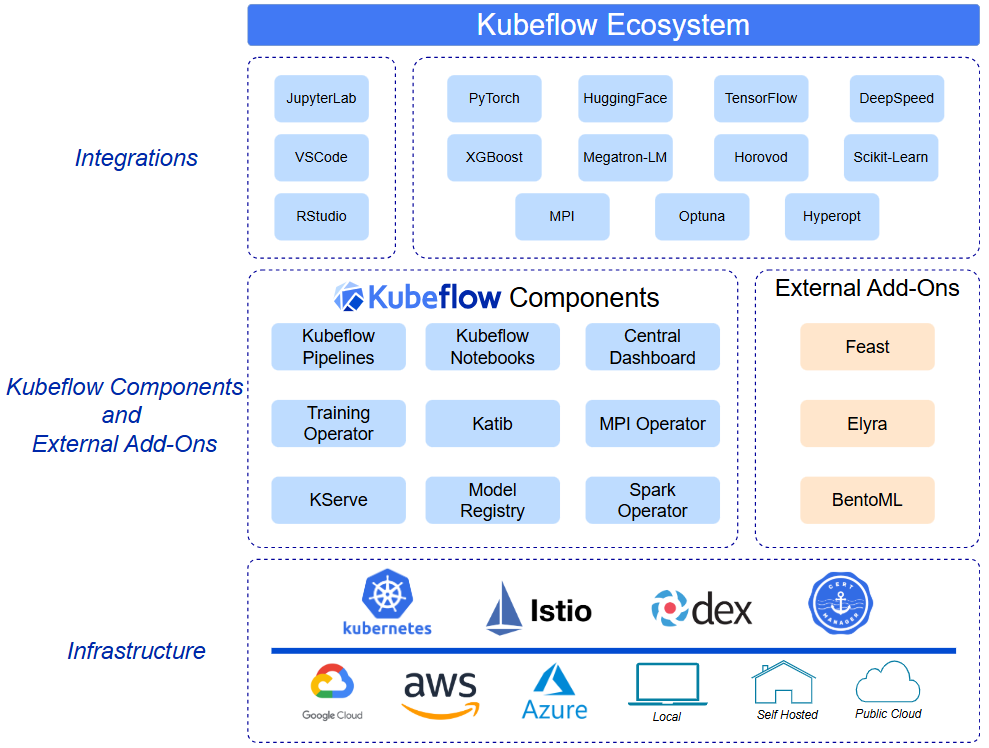 Kubeflow Ecosystem
Integrations
JupyterLab
VSCode
RStudio
PyTorch
HuggingFace
TensorFlow
DeepSpeed
XGBoost
Megatron-LM
Horovod
Scikit-Learn
MPI
Optuna
Hyperopt
Kubeflow Components
and
External Add-Ons
Kubeflow Components
Kubeflow
Pipelines
Kubeflow
Notebooks
Central
Dashboard
Training
Operator
Katib
MPI Operator
KServe
Model
Registry
Spark
Operator
External Add-Ons
Feast
Elyra
BentoML
Infrastructure
kubernetes
Istio
dex
CERT
MANAGER
Google Cloud
aws
Azure
Local
Self Hosted
Public Cloud